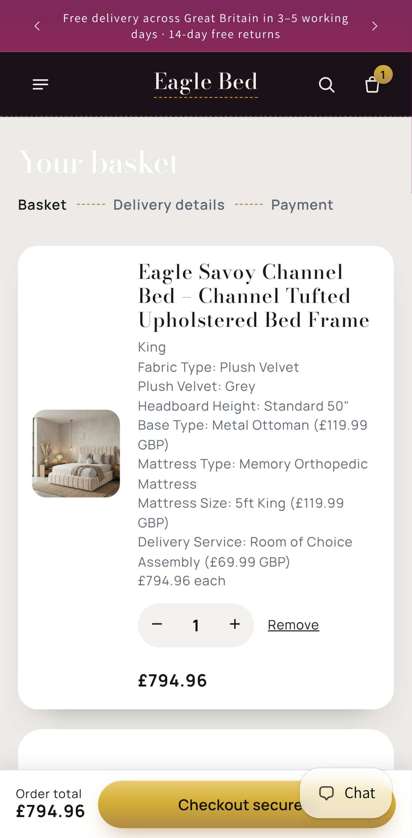 Free delivery across Great Britain in 3–5 working
days · 14-day free returns
Eagle Bed
1
Your basket
Basket
Delivery details
Payment
Eagle Savoy Channel
Bed – Channel Tufted
Upholstered Bed Frame
King
Fabric Type: Plush Velvet
Plush Velvet: Grey
Headboard Height: Standard 50"
Base Type: Metal Ottoman (£119.99
GBP)
Mattress Type: Memory Orthopedic
Mattress
Mattress Size: 5ft King (£119.99
GBP)
Delivery Service: Room of Choice
Assembly (£69.99 GBP)
£794.96 each
− 1 +
Remove
£794.96
Order total
£794.96
Checkout secure
Chat